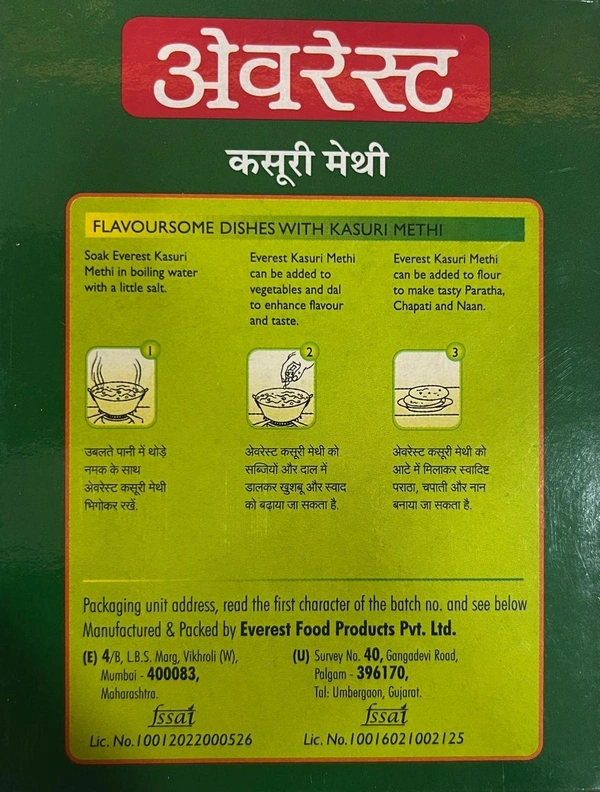 अेवरेस्ट
कसूरी मेथी
FLAVOURSOME DISHES WITH KASURI METHI
Soak Everest Kasuri
Methi in boiling water
with a little salt.
Everest Kasuri Methi
can be added to
vegetables and dal
to enhance flavour
and taste.
Everest Kasuri Methi
can be added to flour
to make tasty Paratha,
Chapati and Naan.
1
2
3
उबलते पानी में थोड़े
नमक के साथ
अेवरेस्ट कसूरी मेथी
भिगोकर रखें.
अेवरेस्ट कसूरी मेथी को
सब्जियों और दाल में
डालकर खुशबू और स्वाद
को बढ़ाया जा सकता है.
अेवरेस्ट कसूरी मेथी को
आटे में मिलाकर स्वादिष्ट
पराठा, चपाती और नान
बनाया जा सकता है.
Packaging unit address, read the first character of the batch no. and see below
Manufactured & Packed by Everest Food Products Pvt. Ltd.
(E) 4/B, L.B.S. Marg, Vikhroli (W),
Mumbai - 400083,
Maharashtra.
fssai
Lic. No.10012022000526
(U) Survey No. 40, Gangadevi Road,
Palgam - 396170,
Tal: Umbergaon, Gujarat.
fssai
Lic. No.10016021002125